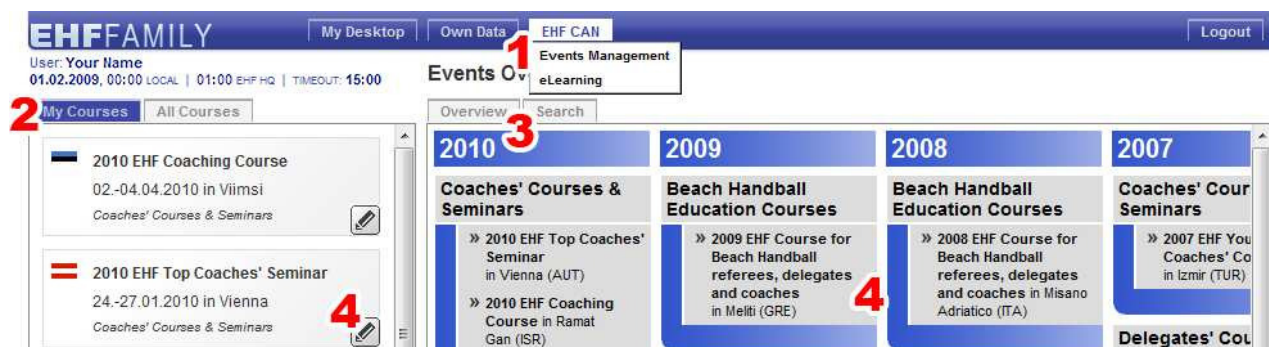 EHFFAMILY
My Desktop
Own Data
EHF CAN
Logout
1
Events Management
eLearning
User: Your Name
01.02.2009, 00:00 LOCAL | 01:00 EHF HQ | TIMEOUT: 15:00
2
My Courses
All Courses
2010 EHF Coaching Course
02.-04.04.2010 in Viimsi
Coaches' Courses & Seminars
2010 EHF Top Coaches' Seminar
24.-27.01.2010 in Vienna
Coaches' Courses & Seminars
4
Events Ov
Overview
Search
3
2010
Coaches' Courses &
Seminars
» 2010 EHF Top Coaches'
Seminar
in Vienna (AUT)
» 2010 EHF Coaching
Course in Ramat
Gan (ISR)
2009
Beach Handball
Education Courses
» 2009 EHF Course for
Beach Handball
referees, delegates
and coaches
in Meliti (GRE)
4
2008
Beach Handball
Education Courses
» 2008 EHF Course for
Beach Handball
referees, delegates
and coaches in Misano
Adriatico (ITA)
2007
Coaches' Cour
Seminars
» 2007 EHF You
Coaches' Co
in Izmir (TUR)
Delegates' Cou